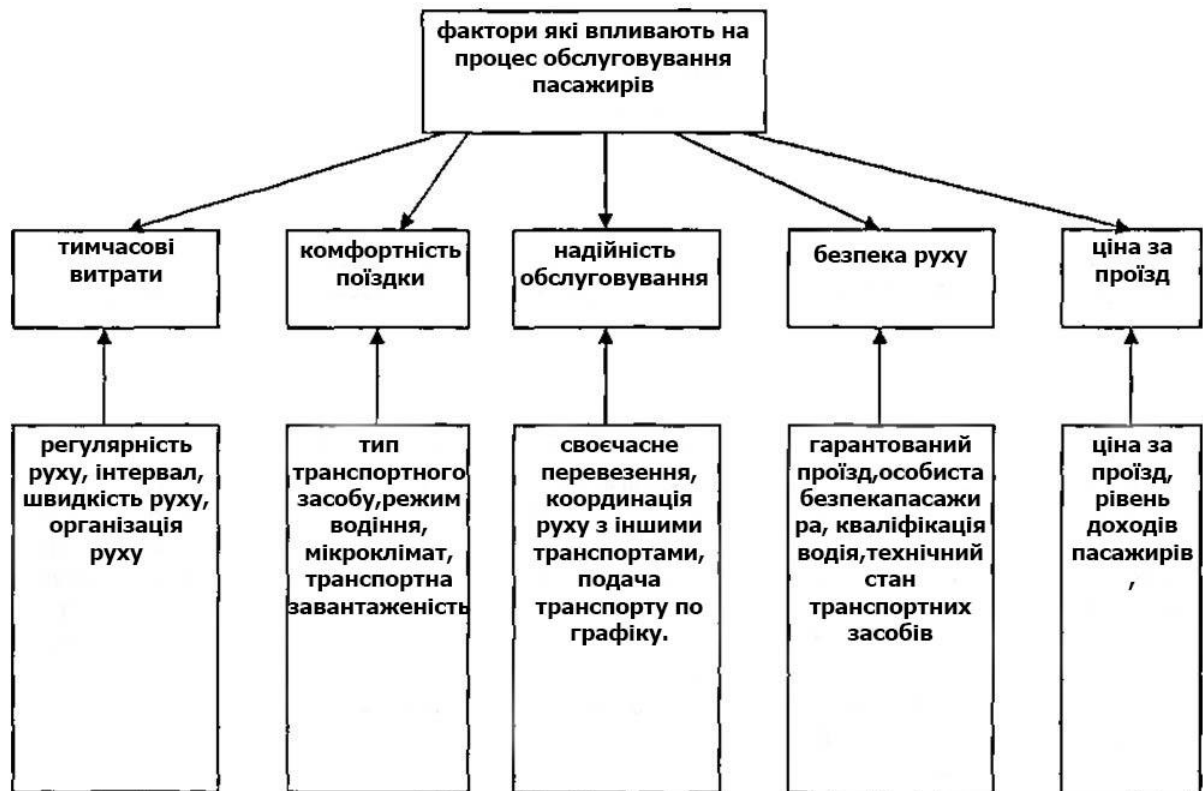 фактори які впливають на
процес обслуговування
пасажирів
тимчасові
витрати
комфортність
поїздки
надійність
обслуговування
безпека руху
ціна за
проїзд
регулярність
руху, інтервал,
швидкість руху,
організація
руху
тип
транспортного
засобу,режим
водіння,
мікроклімат,
транспортна
завантаженість
своєчасне
перевезення,
координація
руху з іншими
транспортами,
подача
транспорту по
графіку.
гарантований
проїзд,особиста
безпекапасажи
ра, кваліфікація
водія,технічний
стан
транспортних
засобів
ціна за
проїзд,
рівень
доходів
пасажирів
,